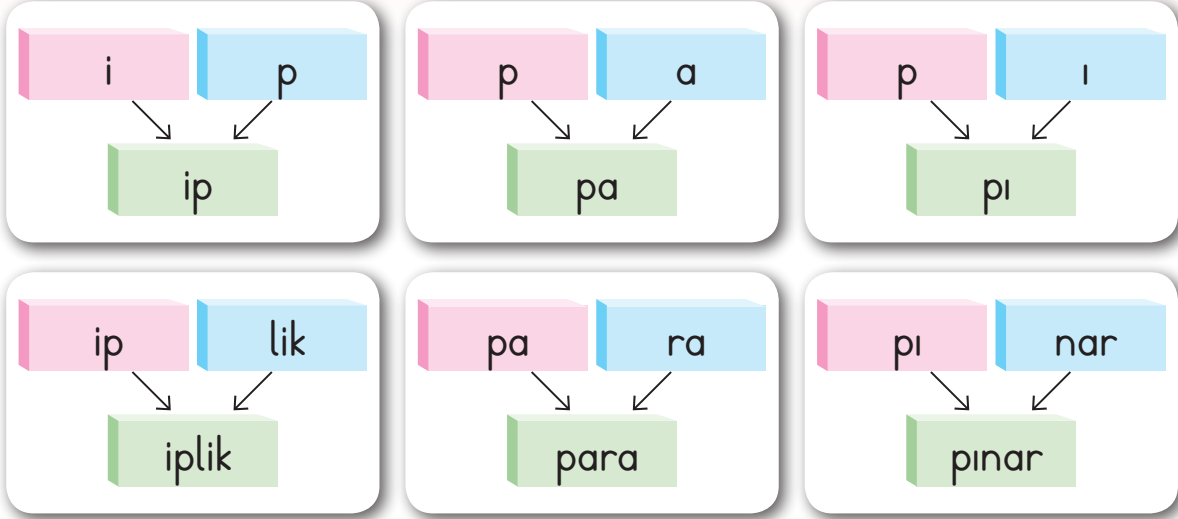 i p
ip
p a
pa
p ı
pı
ip lik
iplik
pa ra
para
pı nar
pınar